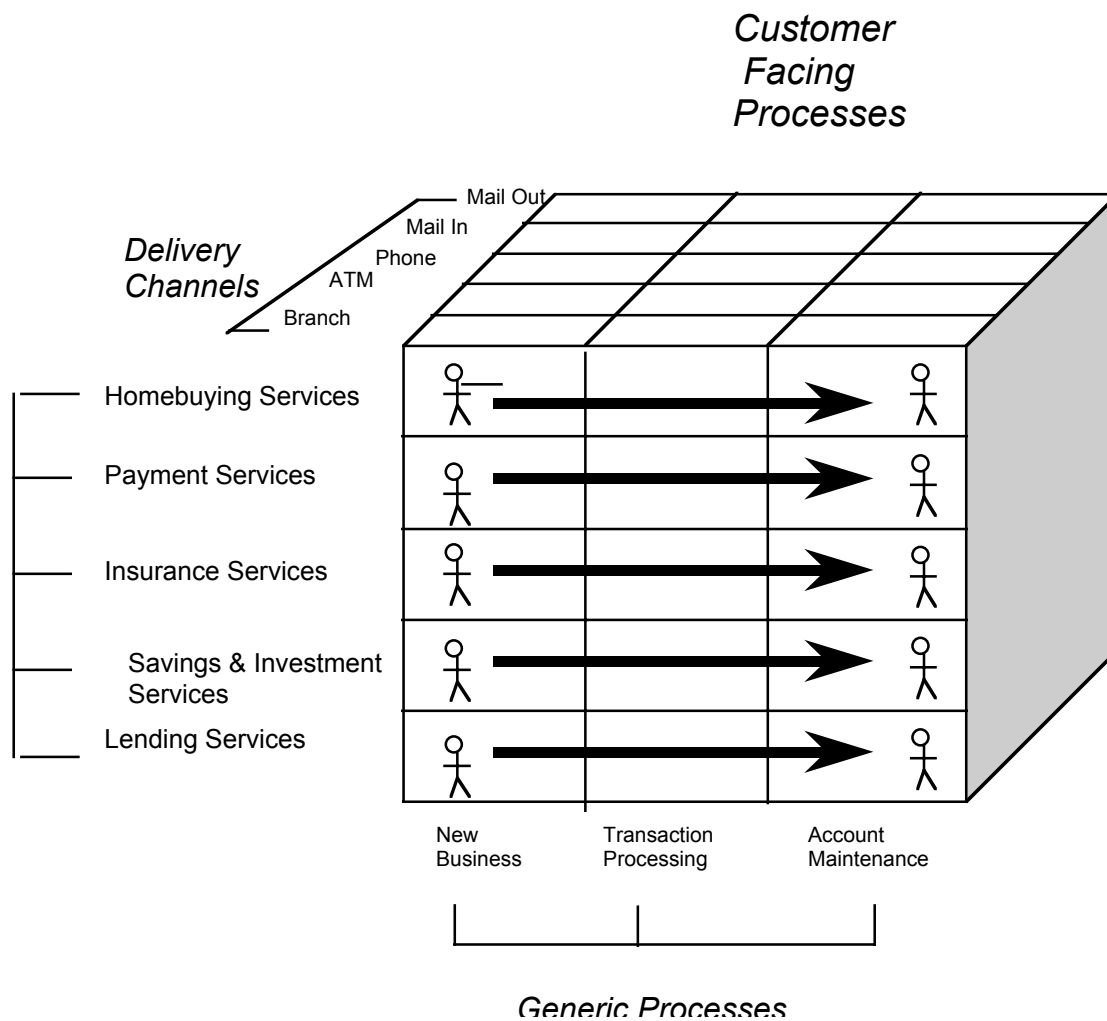 Customer
Facing
Processes
Mail Out
Mail In
Delivery
Channels
Phone
ATM
Branch
Homebuying Services
Payment Services
Insurance Services
Savings & Investment
Services
Lending Services
New
Business
Transaction
Processing
Account
Maintenance
Generic Processes